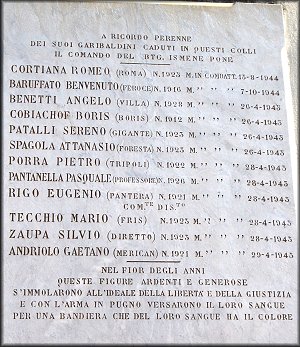 A RICORDO PERENNE
DEI SUOI GARIBALDINI CADUTI IN QUESTI COLLI
IL COMANDO DEL BTG. ISMENE PONE
CORTIANA ROMEO (ROMA) N. 1923 M. IN COMBATT. 15-8-1944
BARUFFATO BENVENUTO (FEROCE) N. 1916 M. " " " 7-10-1944
BENETTI ANGELO (VILLA) N. 1928 M. " " " 26-4-1945
COBIACHOF BORIS (BORIS) N. 1912 M. " " " 26-4-1945
PATALLI SERENO (GIGANTE) N. 1925 M. " " " 26-4-1945
SPAGOLA ATTANASIO (FORESTA) N. 1925 M. " " " 26-4-1945
PORRA PIETRO (TRIPOLI) N. 1922 M. " " " 28-4-1945
PANTANELLA PASQUALE (PROFESSORE) N. 1926 M. " " " 28-4-1945
RIGO EUGENIO (PANTERA) N. 1921 M. " " " 28-4-1945
COM.TE DIS.TO
TECCHIO MARIO (FRIS) N. 1923 M. " " " 28-4-1945
ZAUPA SILVIO (DIRETTO) N. 1923 M. " " " 28-4-1945
ANDRIOLO GAETANO (MERICAN) N. 1921 M. " " " 29-4-1945
NEL FIOR DEGLI ANNI
QUESTE FIGURE ARDENTI E GENEROSE
S'IMMOLARONO ALL'IDEALE DELLA LIBERTA' E DELLA GIUSTIZIA
E CON L'ARMA IN PUGNO VERSARONO IL LORO SANGUE
PER UNA BANDIERA CHE DEL LORO SANGUE HA IL COLORE